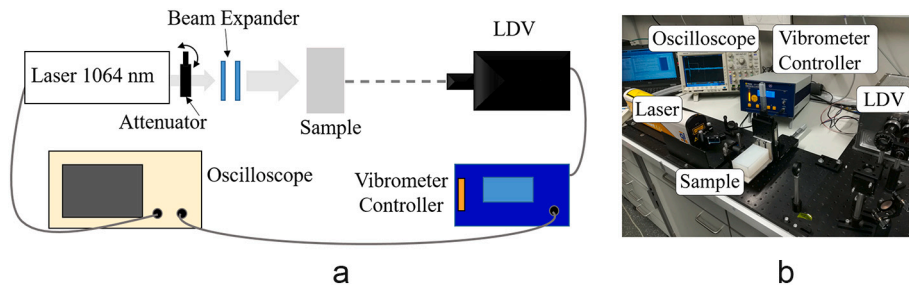 Beam Expander
LDV
Laser 1064 nm
Attenuator
Sample
Oscilloscope
Vibrometer
Controller
a
Oscilloscope
Vibrometer
Controller
Laser
LDV
Sample
b